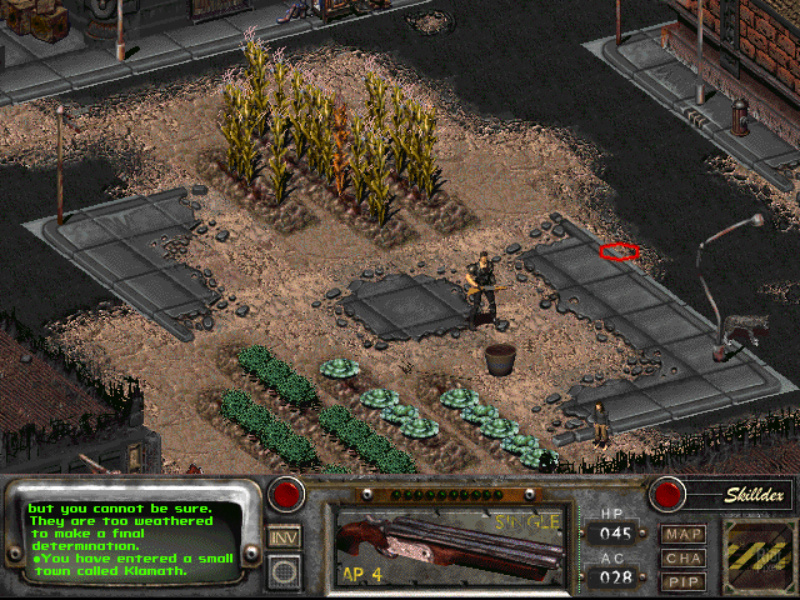 but you cannot be sure.
They are too weathered
to make a final
determination.
•You have entered a small
town called Klamath.
INV
SINGLE
AP 4
HP
045
AC
028
Skilldex
MAP
CHA
PIP